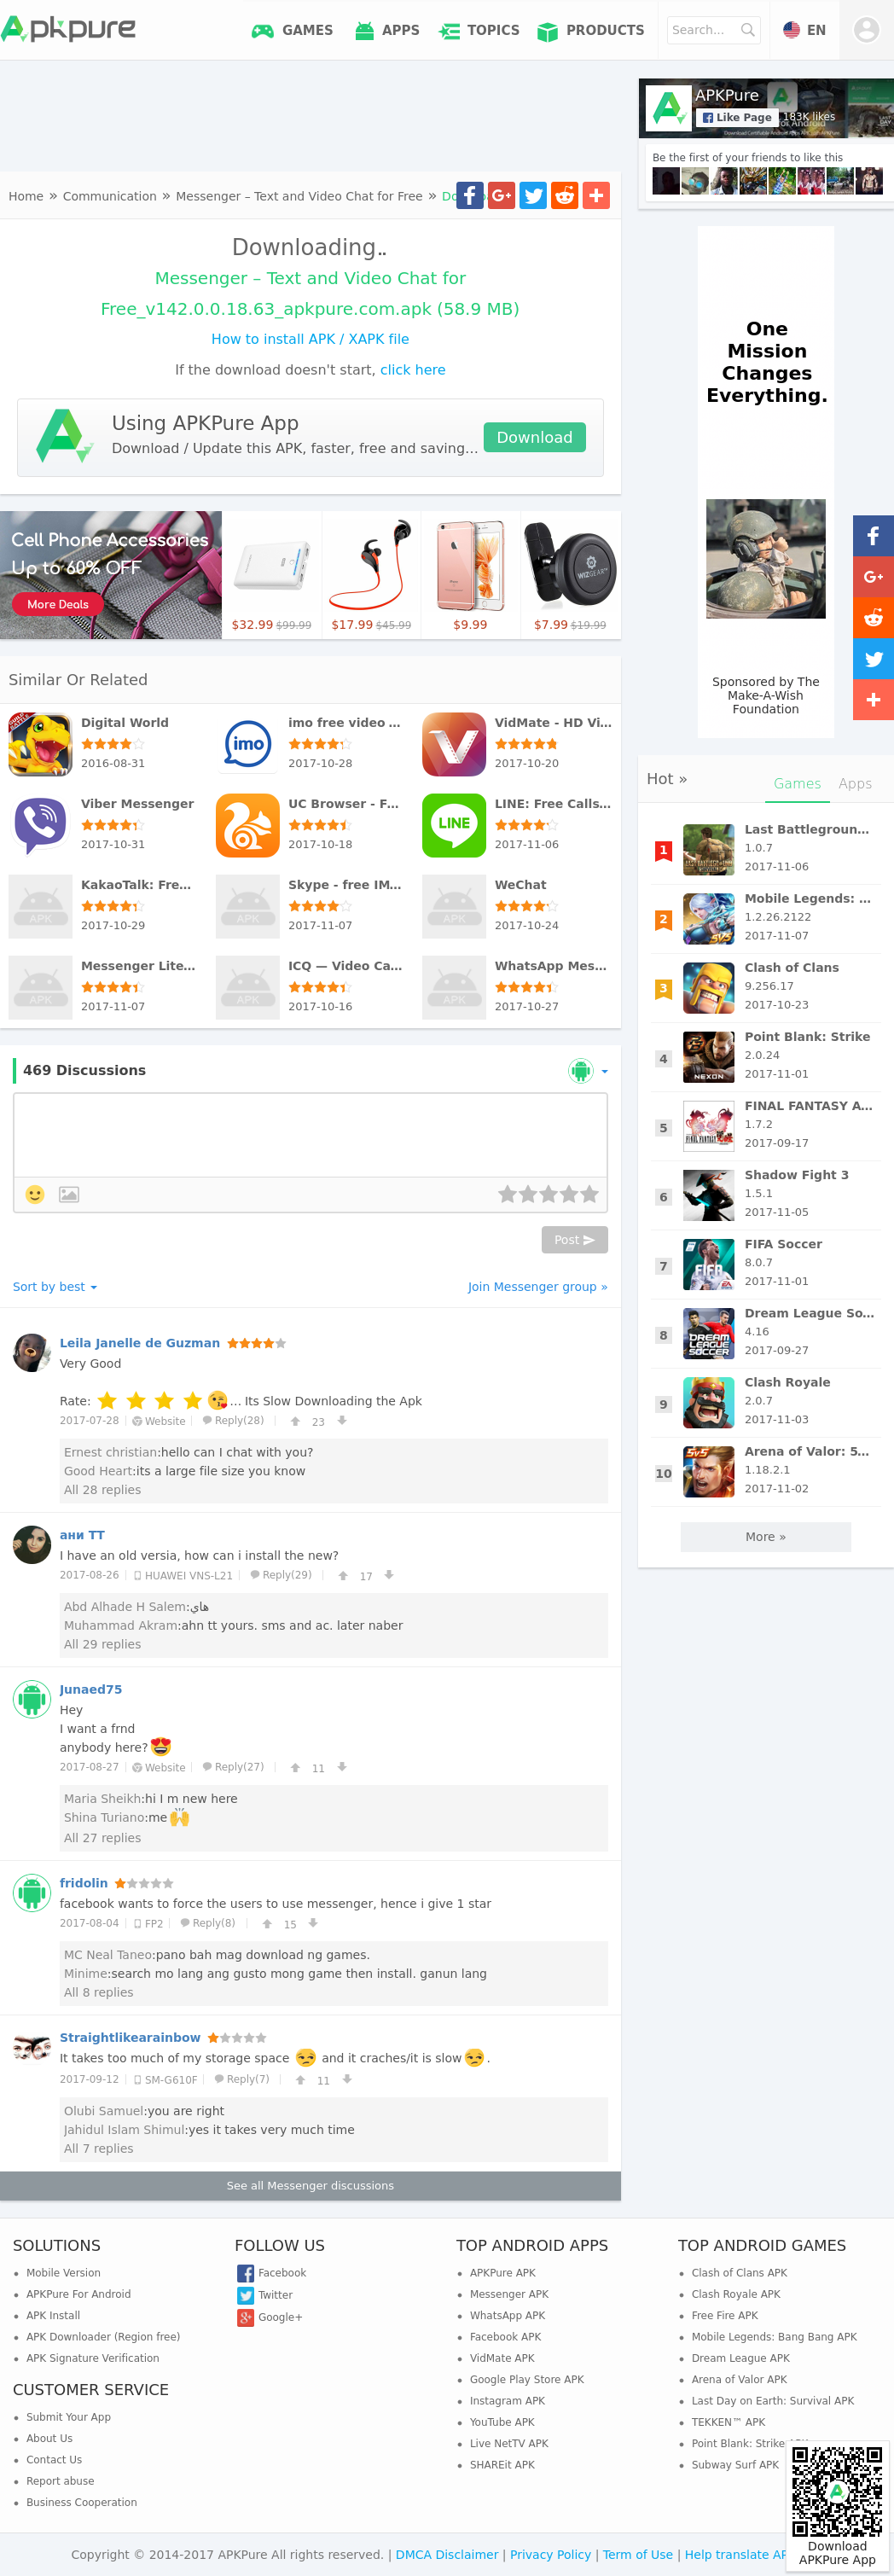 Apkpure
GAMES
APPS
TOPICS
PRODUCTS
Search...
EN
APKPure
Like Page
183K likes
Be the first of your friends to like this
Home » Communication » Messenger – Text and Video Chat for Free »
Downloading..
Messenger – Text and Video Chat for
Free_v142.0.0.18.63_apkpure.com.apk (58.9 MB)
How to install APK / XAPK file
If the download doesn't start, click here
Using APKPure App
Download / Update this APK, faster, free and saving...
Download
Cell Phone Accessories
Up to 60% OFF
More Deals
$32.99 $99.99
$17.99 $45.99
$9.99
WIZGEAR
$7.99 $19.99
One
Mission
Changes
Everything.
Sponsored by The
Make-A-Wish
Foundation
Similar Or Related
Digital World
2016-08-31
imo free video ...
2017-10-28
VidMate - HD Vi...
2017-10-20
Viber Messenger
2017-10-31
UC Browser - F...
2017-10-18
LINE: Free Calls...
2017-11-06
KakaoTalk: Fre...
2017-10-29
Skype - free IM...
2017-11-07
WeChat
2017-10-24
Messenger Lite...
2017-11-07
ICQ — Video Ca...
2017-10-16
WhatsApp Mes...
2017-10-27
Hot »
Games
Apps
1
Last Battlegroun...
1.0.7
2017-11-06
2
Mobile Legends: ...
1.2.26.2122
2017-11-07
3
Clash of Clans
9.256.17
2017-10-23
4
Point Blank: Strike
2.0.24
2017-11-01
5
FINAL FANTASY A...
1.7.2
2017-09-17
6
Shadow Fight 3
1.5.1
2017-11-05
7
FIFA Soccer
8.0.7
2017-11-01
8
Dream League So...
4.16
2017-09-27
9
Clash Royale
2.0.7
2017-11-03
10
Arena of Valor: 5...
1.18.2.1
2017-11-02
More »
469 Discussions
Post
Sort by best
Join Messenger group »
Leila Janelle de Guzman
Very Good
Rate: ⭐ ⭐ ⭐ ⭐ 😘... Its Slow Downloading the Apk
2017-07-28 Website Reply(28) 23
Ernest christian:hello can I chat with you?
Good Heart:its a large file size you know
All 28 replies
ани ТТ
I have an old versia, how can i install the new?
2017-08-26 HUAWEI VNS-L21 Reply(29) 17
Abd Alhade H Salem:هاي
Muhammad Akram:ahn tt yours. sms and ac. later naber
All 29 replies
Junaed75
Hey
I want a frnd
anybody here?😍
2017-08-27 Website Reply(27) 11
Maria Sheikh:hi I m new here
Shina Turiano:me🙌
All 27 replies
fridolin
facebook wants to force the users to use messenger, hence i give 1 star
2017-08-04 FP2 Reply(8) 15
MC Neal Taneo:pano bah mag download ng games.
Minime:search mo lang ang gusto mong game then install. ganun lang
All 8 replies
Straightlikearainbow
It takes too much of my storage space 😒 and it craches/it is slow😒.
2017-09-12 SM-G610F Reply(7) 11
Olubi Samuel:you are right
Jahidul Islam Shimul:yes it takes very much time
All 7 replies
See all Messenger discussions
SOLUTIONS
Mobile Version
APKPure For Android
APK Install
APK Downloader (Region free)
APK Signature Verification
CUSTOMER SERVICE
Submit Your App
About Us
Contact Us
Report abuse
Business Cooperation
FOLLOW US
Facebook
Twitter
Google+
TOP ANDROID APPS
APKPure APK
Messenger APK
WhatsApp APK
Facebook APK
VidMate APK
Google Play Store APK
Instagram APK
YouTube APK
Live NetTV APK
SHAREit APK
TOP ANDROID GAMES
Clash of Clans APK
Clash Royale APK
Free Fire APK
Mobile Legends: Bang Bang APK
Dream League APK
Arena of Valor APK
Last Day on Earth: Survival APK
TEKKEN™ APK
Point Blank: Strike
Subway Surf APK
Download
APKPure App
Copyright © 2014-2017 APKPure All rights reserved. | DMCA Disclaimer | Privacy Policy | Term of Use | Help translate